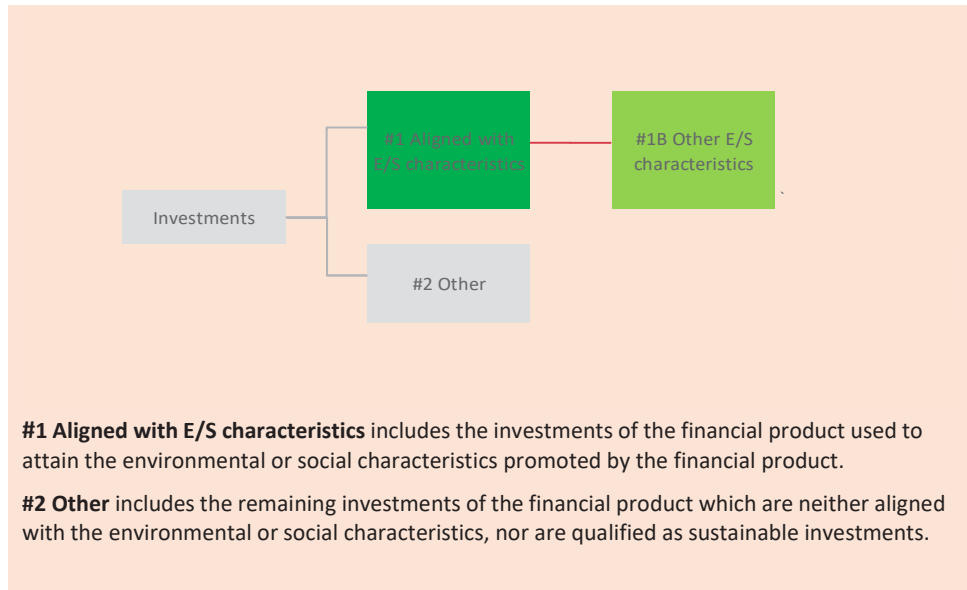 #1 Aligned with
E/S characteristics
#1B Other E/S
characteristics
`
Investments
#2 Other
#1 Aligned with E/S characteristics includes the investments of the financial product used to
attain the environmental or social characteristics promoted by the financial product.
#2 Other includes the remaining investments of the financial product which are neither aligned
with the environmental or social characteristics, nor are qualified as sustainable investments.